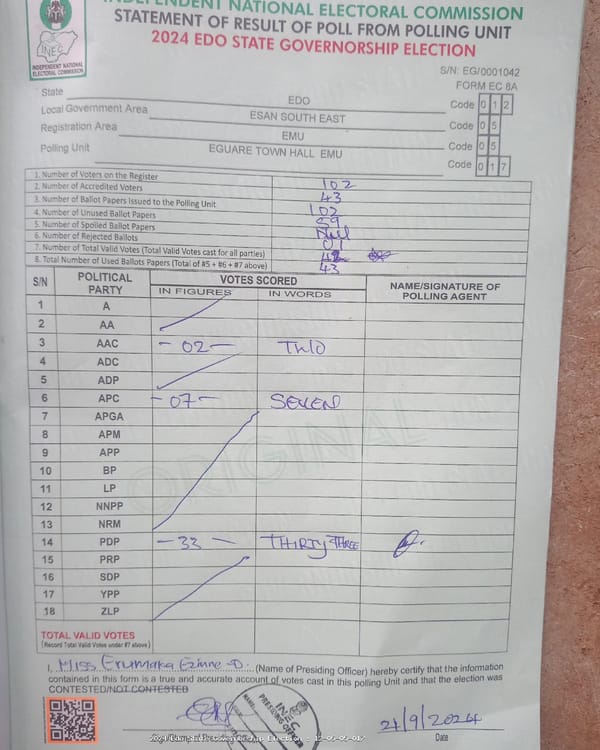 INDEPENDENT NATIONAL ELECTORAL COMMISSION
STATEMENT OF RESULT OF POLL FROM POLLING UNIT
2024 EDO STATE GOVERNORSHIP ELECTION
INEC
INDEPENDENT NATIONAL
ELECTORAL COMMISSION
S/N: EG/0001042
FORM EC 8A
State EDO Code 0 1 2
Local Government Area ESAN SOUTH EAST Code 0 5
Registration Area EMU Code 0 5
Polling Unit EGUARE TOWN HALL EMU Code 0 1 7
1. Number of Voters on the Register 102
2. Number of Accredited Voters 43
3. Number of Ballot Papers Issued to the Polling Unit 102
4. Number of Unused Ballot Papers 59
5. Number of Spoiled Ballot Papers Nill
6. Number of Rejected Ballots 01
7. Number of Total Valid Votes (Total Valid Votes cast for all parties) 42
8. Total Number of Used Ballots Papers (Total of #5 + #6 + #7 above) 43
S/N POLITICAL PARTY VOTES SCORED NAME/SIGNATURE OF POLLING AGENT
IN FIGURES IN WORDS
1 A
2 AA
3 AAC - 02 - TWO
4 ADC
5 ADP
6 APC - 07 - SEVEN
7 APGA
8 APM
9 APP
10 BP
11 LP
12 NNPP
13 NRM
14 PDP - 33 - THIRTY THREE
15 PRP
16 SDP
17 YPP
18 ZLP
ORIGINAL
TOTAL VALID VOTES
(Record Total Valid Votes under #7 above)
I, Miss Erumaka Ezinne .D. (Name of Presiding Officer) hereby certify that the information
contained in this form is a true and accurate account of votes cast in this polling Unit and that the election was
CONTESTED/NOT CONTESTED
INEC
PRESIDING OFFICER
21/9/2024
Date